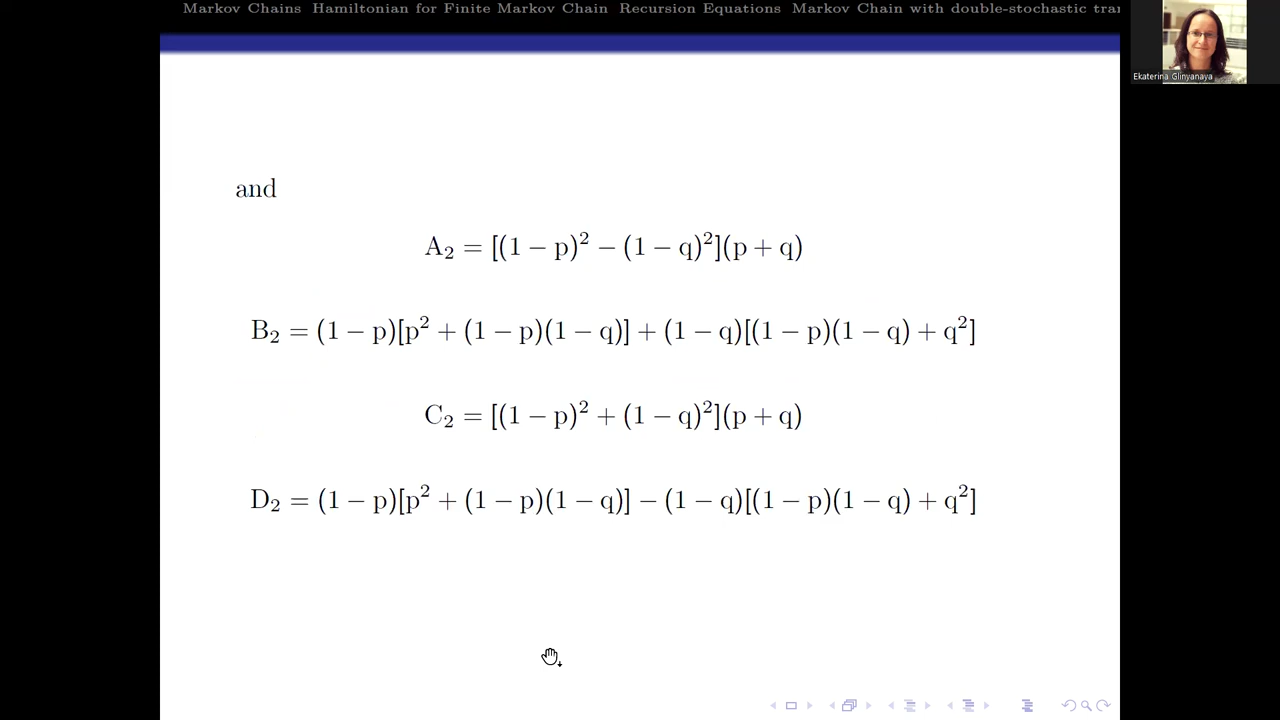 Markov Chains Hamiltonian for Finite Markov Chain Recursion Equations Markov Chain with double-stochastic tran
Ekaterina Glinyanaya
and
A₂ = [(1 − p)² − (1 − q)²](p + q)
B₂ = (1 − p)[p² + (1 − p)(1 − q)] + (1 − q)[(1 − p)(1 − q) + q²]
C₂ = [(1 − p)² + (1 − q)²](p + q)
D₂ = (1 − p)[p² + (1 − p)(1 − q)] − (1 − q)[(1 − p)(1 − q) + q²]